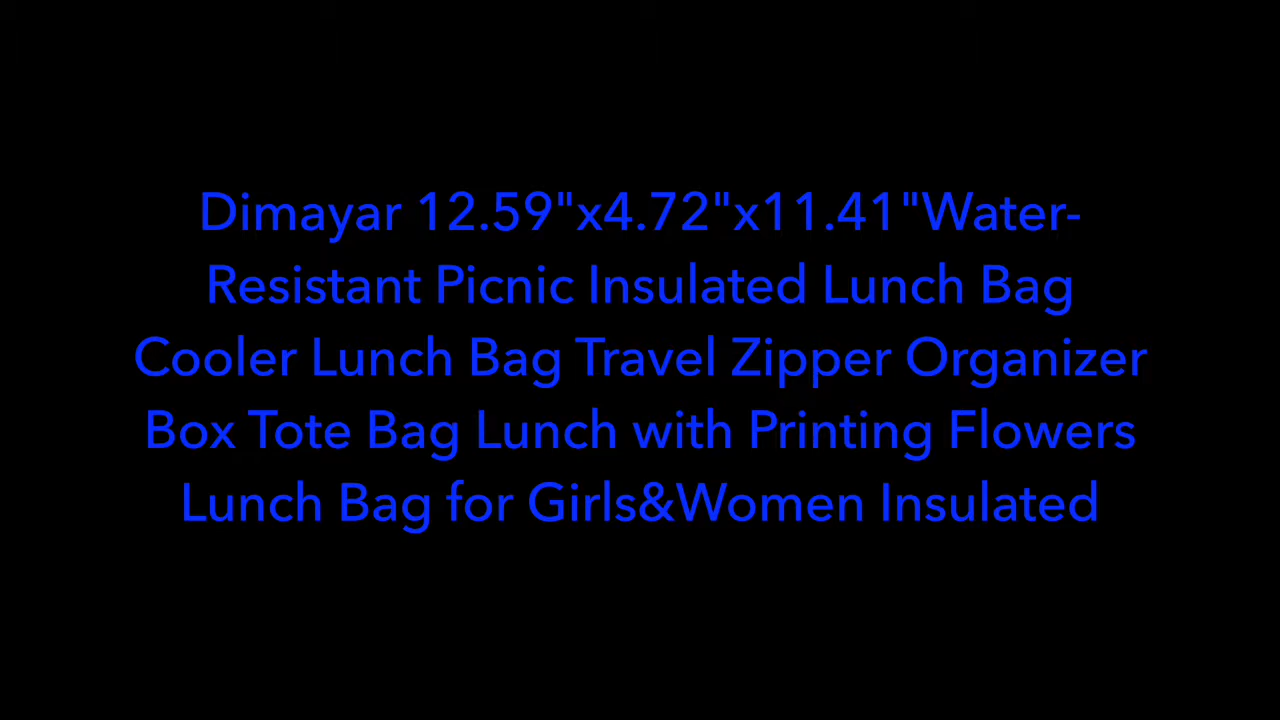 Dimayar 12.59"x4.72"x11.41"Water-
Resistant Picnic Insulated Lunch Bag
Cooler Lunch Bag Travel Zipper Organizer
Box Tote Bag Lunch with Printing Flowers
Lunch Bag for Girls&Women Insulated